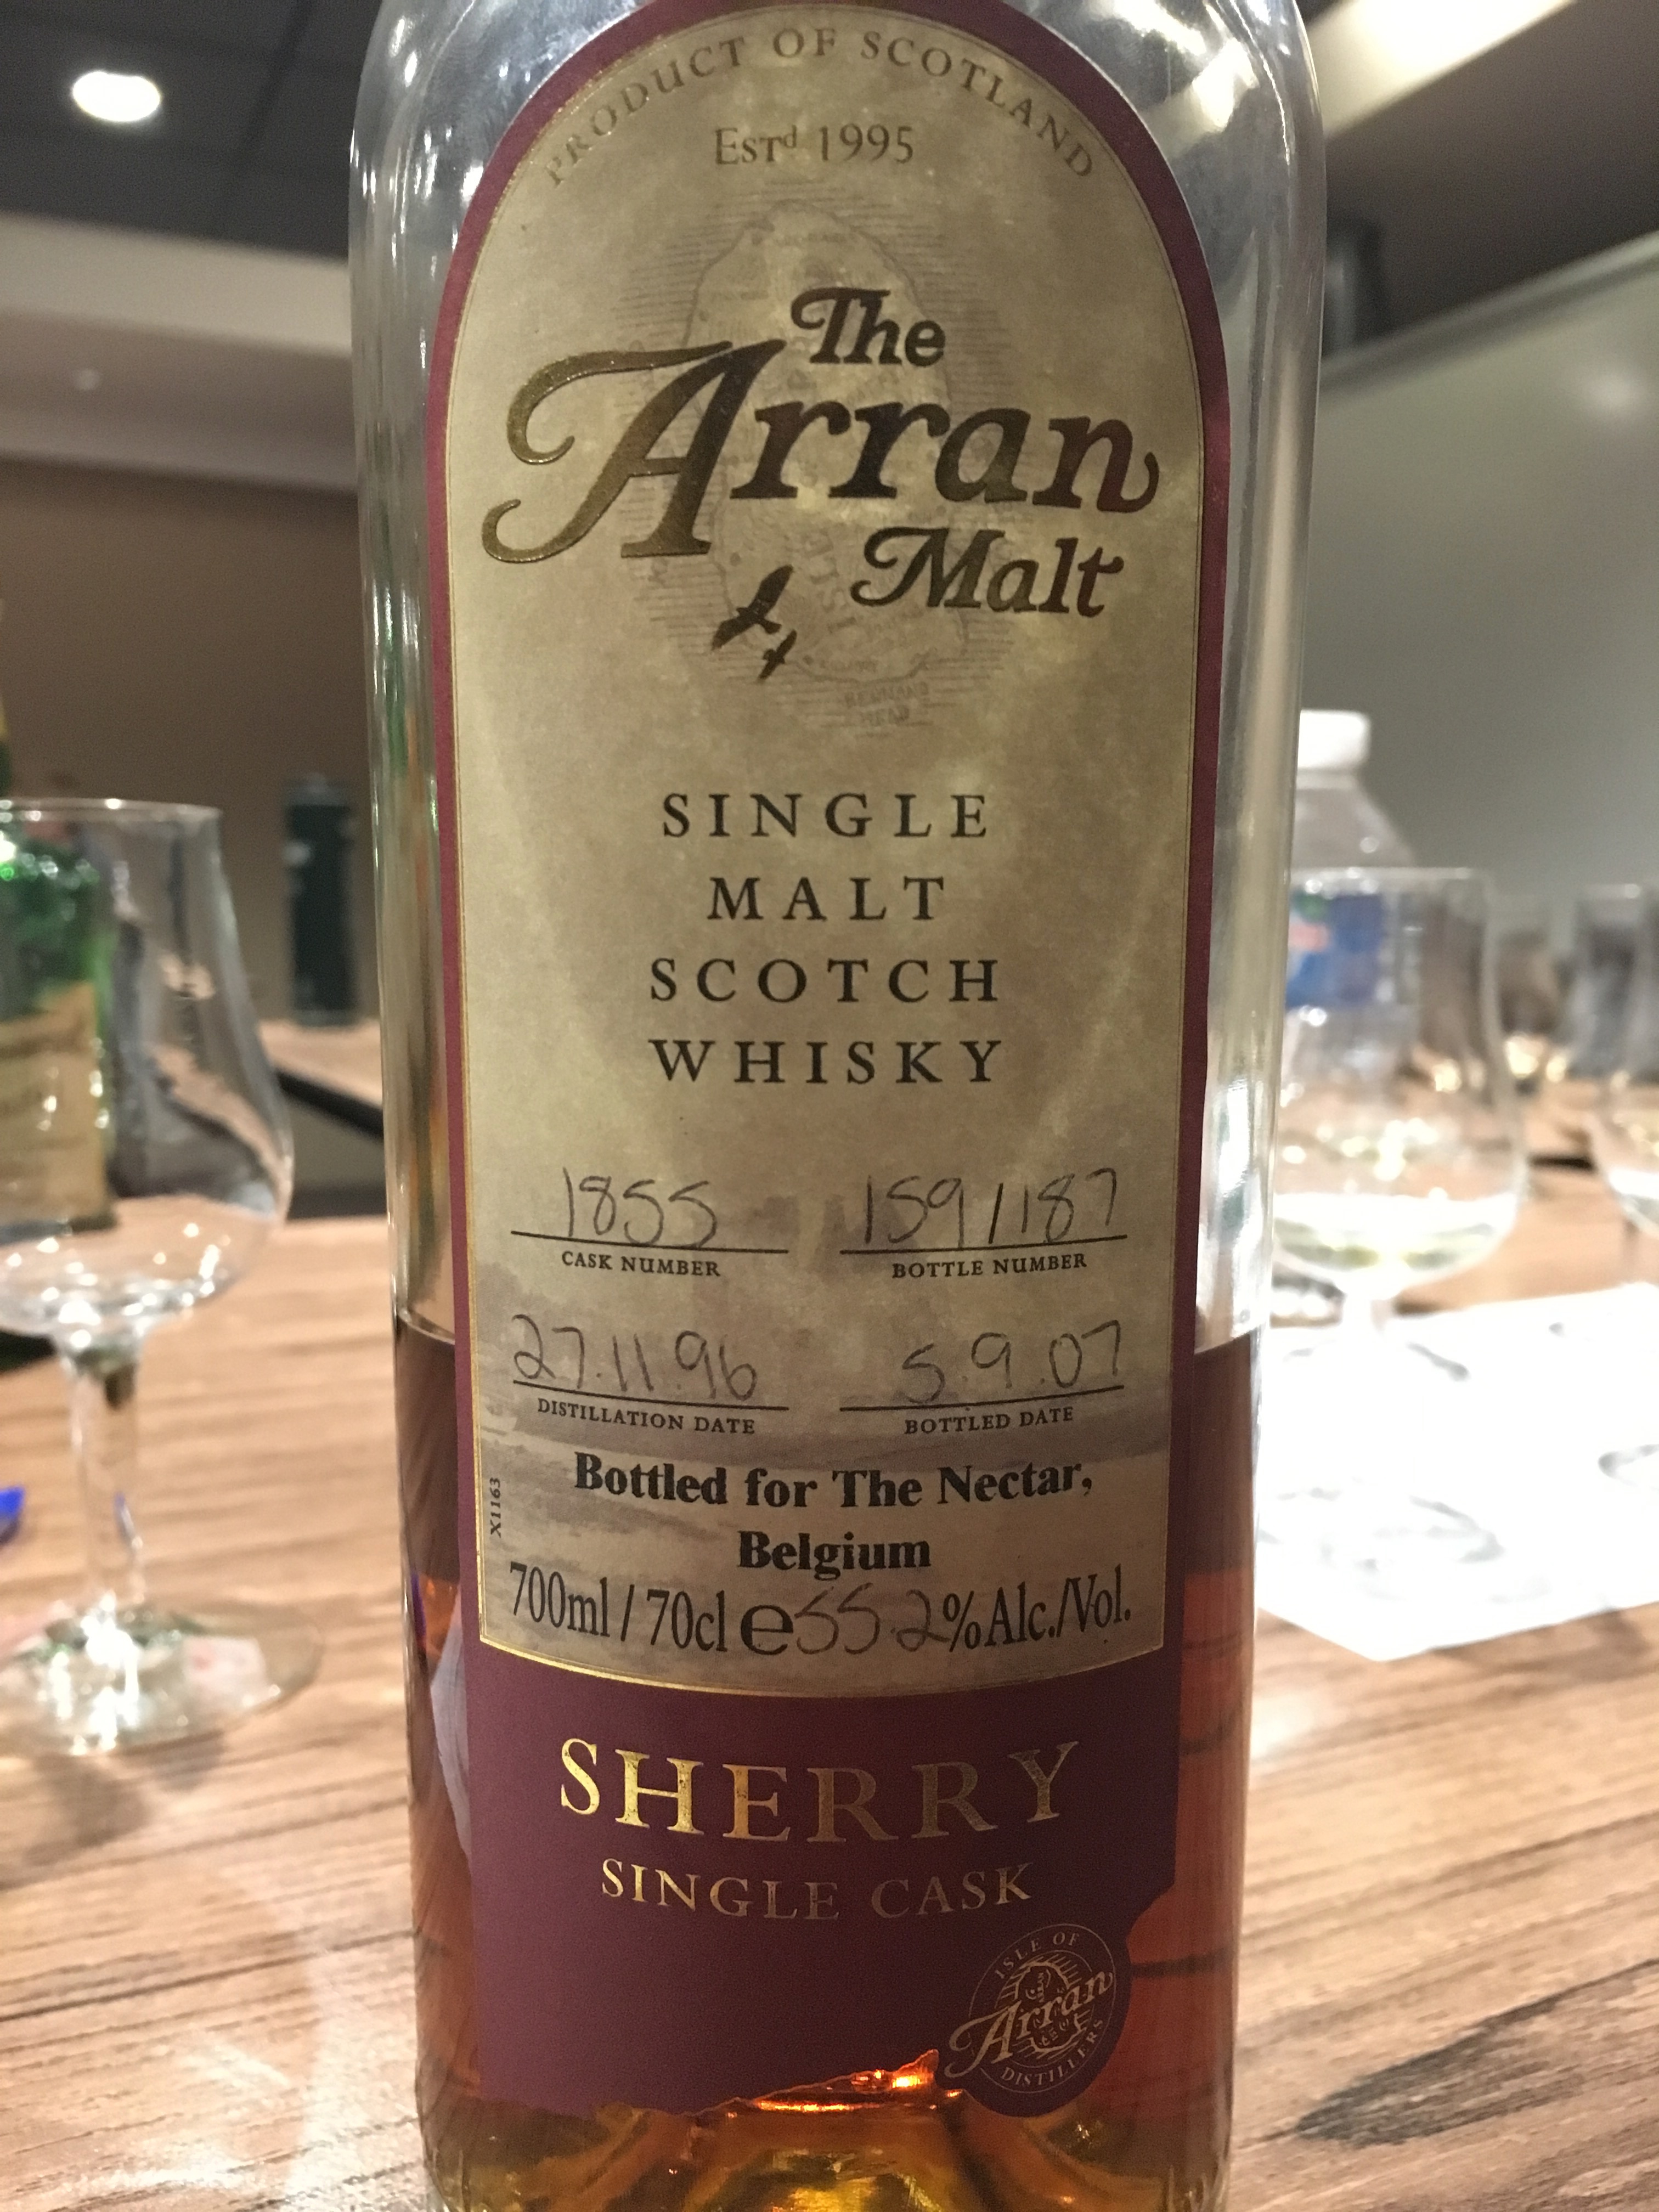 PRODUCT OF SCOTLAND
Estd 1995
The
Arran
Malt
SINGLE
MALT
SCOTCH
WHISKY
1855 159/187
CASK NUMBER BOTTLE NUMBER
27.11.96 5.9.07
DISTILLATION DATE BOTTLED DATE
X1163
Bottled for The Nectar,
Belgium
700ml / 70cl e 55.2% Alc./Vol.
SHERRY
SINGLE CASK
ISLE OF
Arran
DISTILLERS